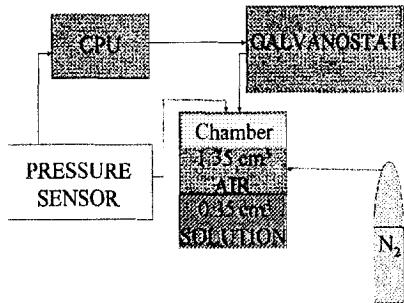 CPU
GALVANOSTAT
Chamber
1.35 cm³
AIR
0.35 cm³
SOLUTION
PRESSURE
SENSOR
N₂